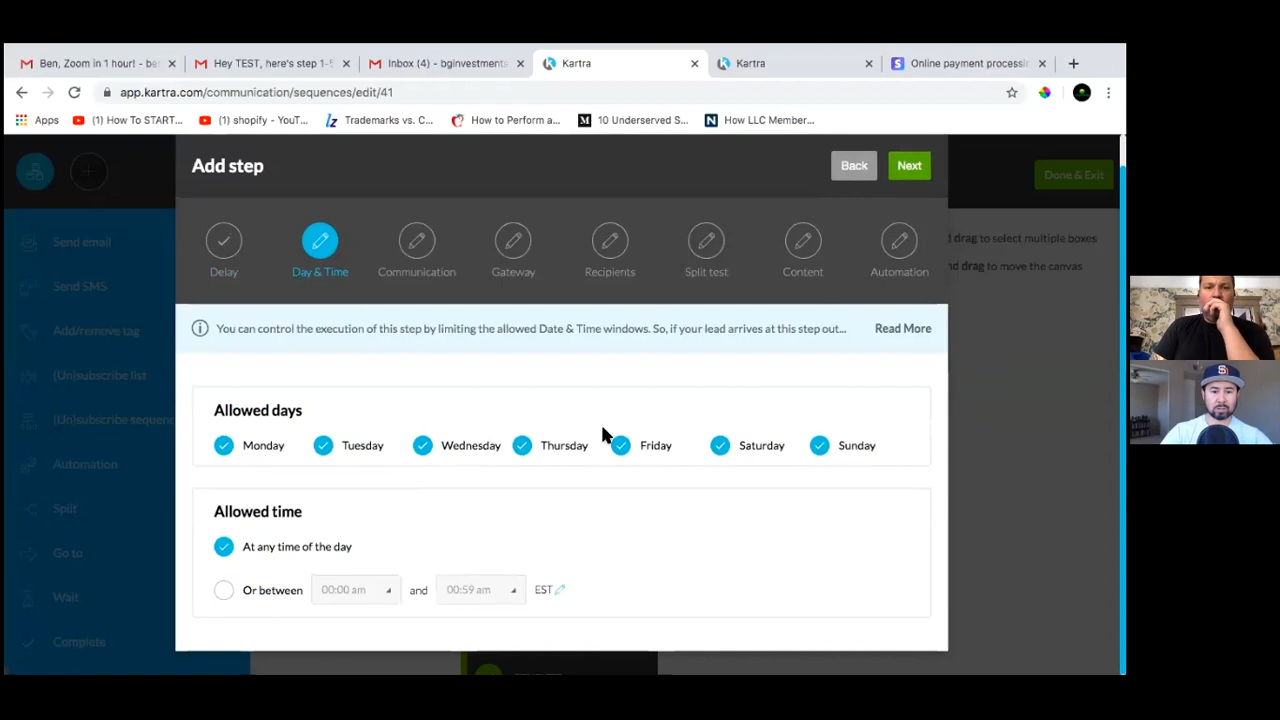 Ben, Zoom in 1 hour! - be
Hey TEST, here's step 1-5
Inbox (4) - bginvestments
Kartra
Kartra
Online payment processin
app.kartra.com/communication/sequences/edit/41
Apps
(1) How To START...
(1) shopify - YouT...
Trademarks vs. C...
How to Perform a...
10 Underserved S...
How LLC Member...
Add step
Back
Next
Done & Exit
Delay
Day & Time
Communication
Gateway
Recipients
Split test
Content
Automation
drag to select multiple boxes
drag to move the canvas
Send email
Send SMS
Add/remove tag
(Un)subscribe list
(Un)subscribe sequenc
Automation
Split
Go to
Wait
Complete
You can control the execution of this step by limiting the allowed Date & Time windows. So, if your lead arrives at this step out...
Read More
Allowed days
Monday
Tuesday
Wednesday
Thursday
Friday
Saturday
Sunday
Allowed time
At any time of the day
Or between 00:00 am and 00:59 am EST